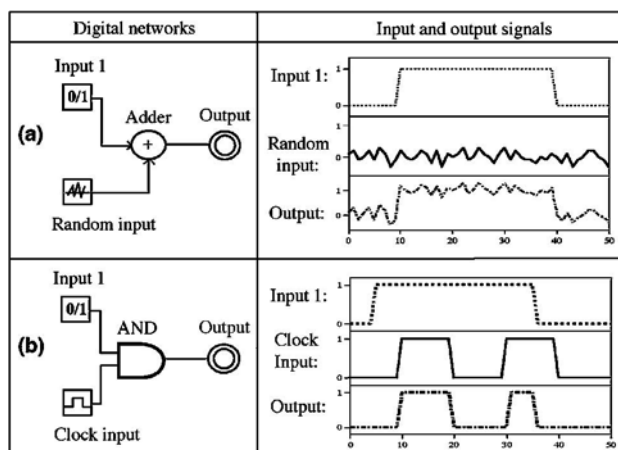 Digital networks
Input and output signals
(a)
Input 1
0/1
Adder
+
Output
Random input
Input 1:
1
0
Random
input:
1
0
Output:
1
0
0 10 20 30 40 50
(b)
Input 1
0/1
AND
Output
Clock input
Input 1:
1
0
Clock
Input:
1
0
Output:
1
0
0 10 20 30 40 50